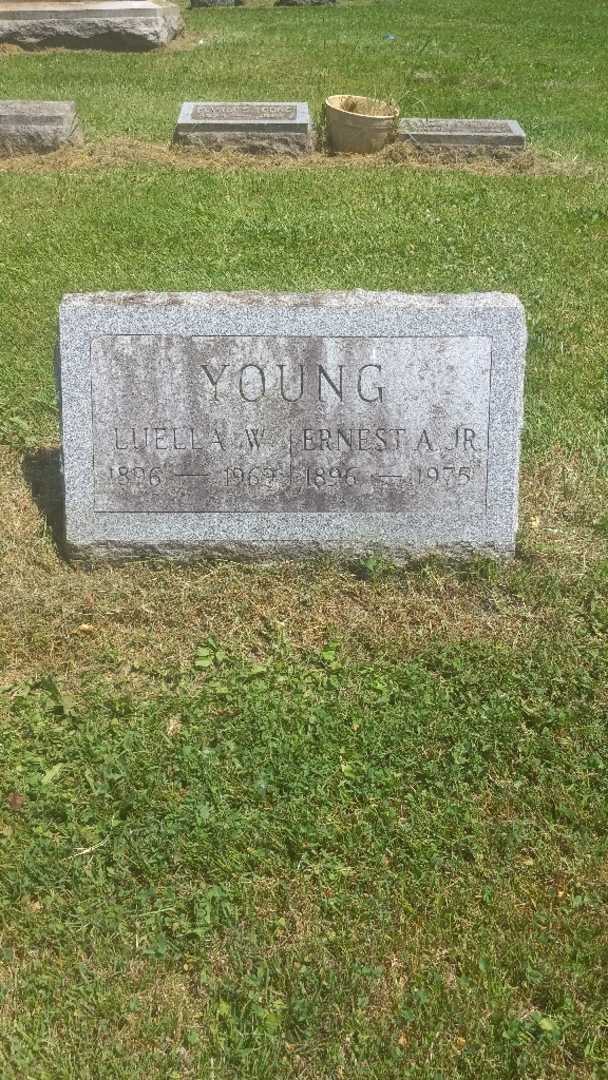 YOUNG
LUELLA W. ERNEST A. JR.
1896 — 1969 1896 — 1975